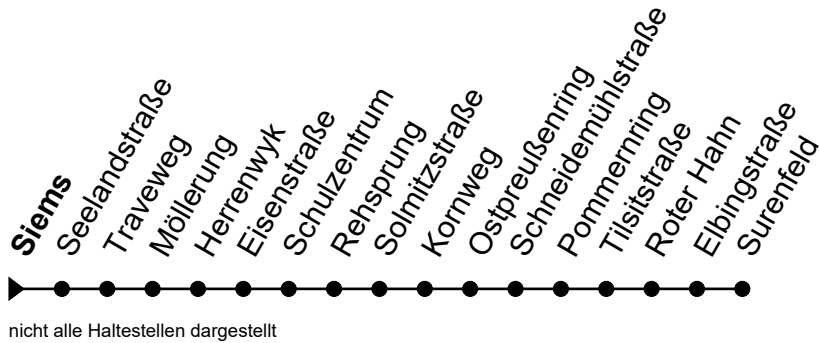 Siems
Seelandstraße
Traveweg
Möllerung
Herrenwyk
Eisenstraße
Schulzentrum
Rehsprung
Solmitzstraße
Kornweg
Ostpreußenring
Schneidemühlstraße
Pommernring
Tilsitstraße
Roter Hahn
Elbingstraße
Surenfeld
nicht alle Haltestellen dargestellt